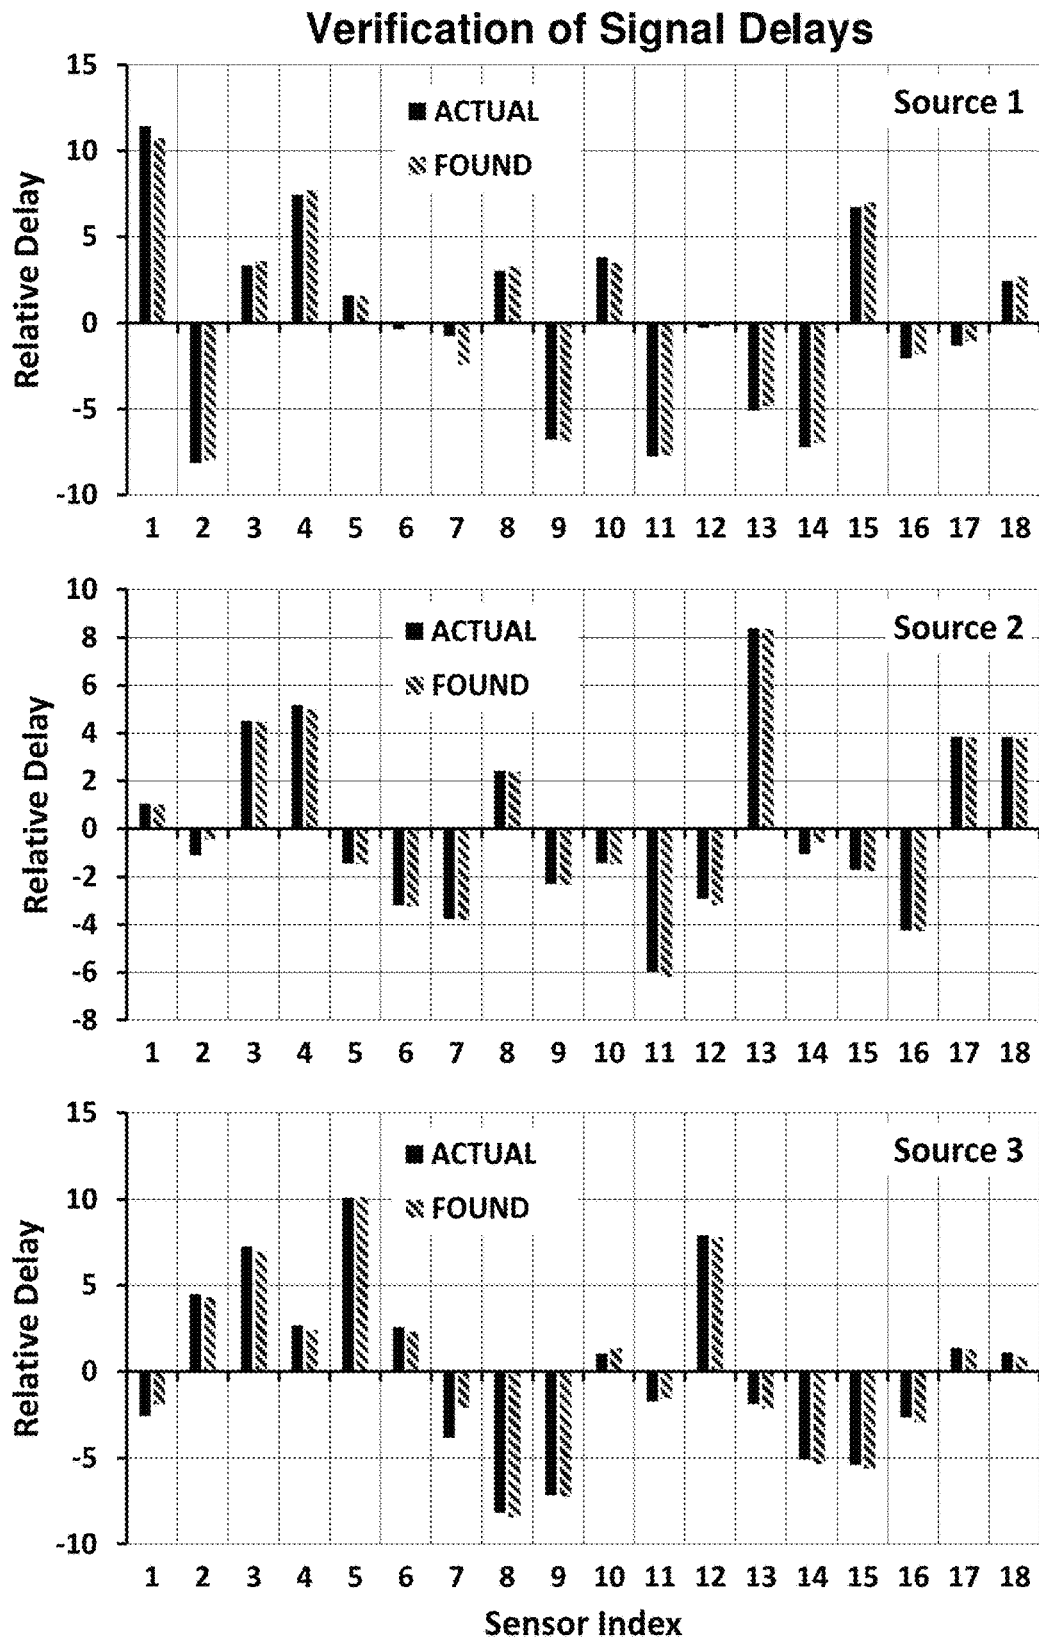 Verification of Signal Delays
Source 1
ACTUAL
FOUND
Relative Delay
15
10
5
0
-5
-10
1 2 3 4 5 6 7 8 9 10 11 12 13 14 15 16 17 18
Source 2
ACTUAL
FOUND
Relative Delay
10
8
6
4
2
0
-2
-4
-6
-8
1 2 3 4 5 6 7 8 9 10 11 12 13 14 15 16 17 18
Source 3
ACTUAL
FOUND
Relative Delay
15
10
5
0
-5
-10
1 2 3 4 5 6 7 8 9 10 11 12 13 14 15 16 17 18
Sensor Index